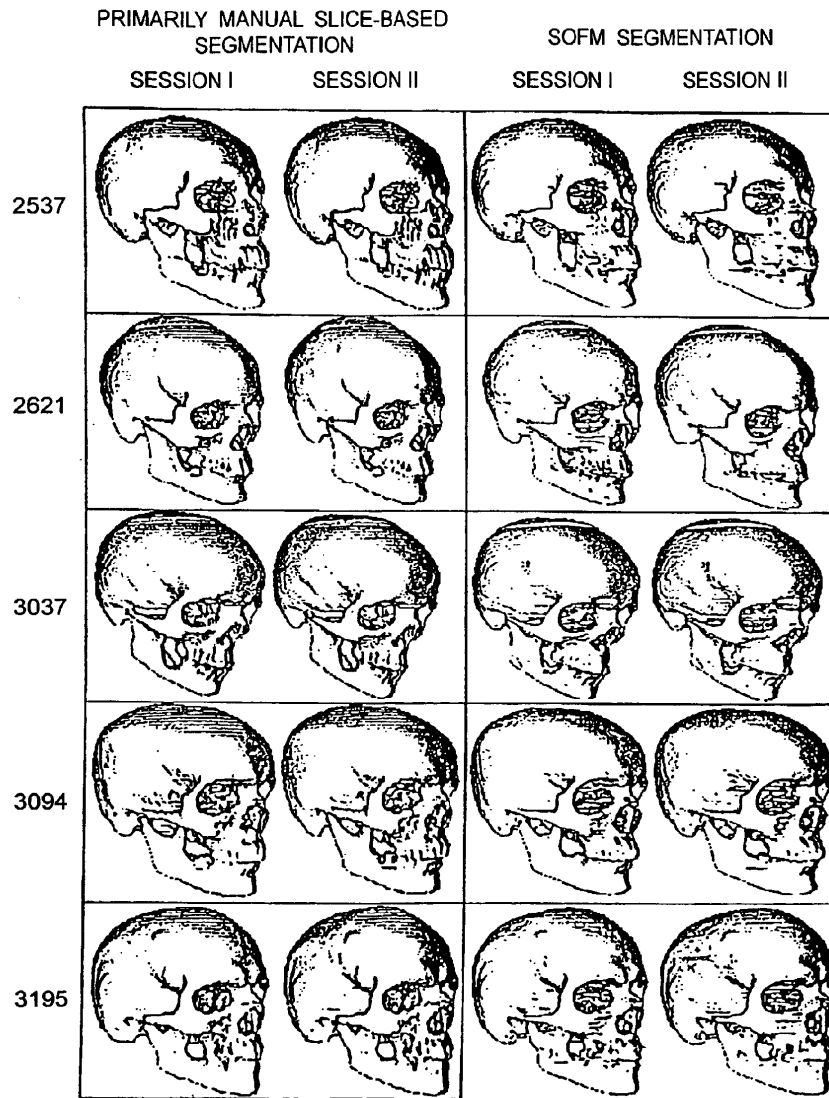 PRIMARILY MANUAL SLICE-BASED
SEGMENTATION
SOFM SEGMENTATION
SESSION I
SESSION II
SESSION I
SESSION II
2537
2621
3037
3094
3195